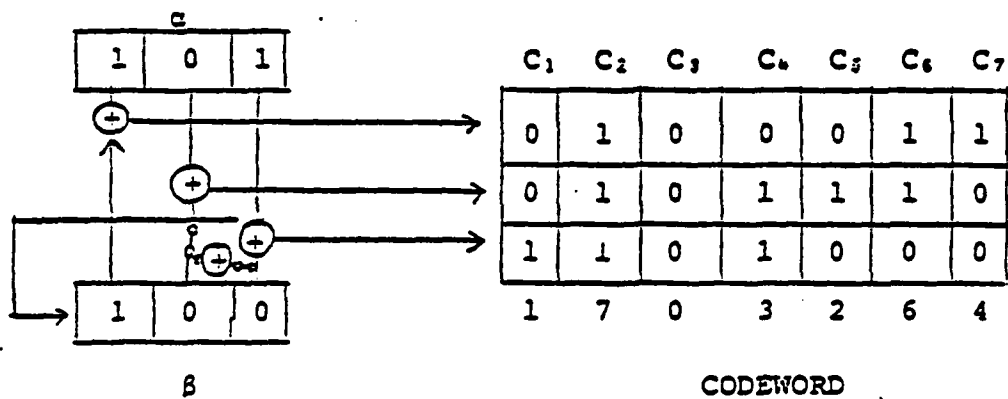 α
1 0 1
C₁ C₂ C₃ C₄ C₅ C₆ C₇
+ 0 1 0 0 0 1 1
+ 0 1 0 1 1 1 0
+ 1 1 0 1 0 0 0
+
1 0 0
1 7 0 3 2 6 4
β
CODEWORD